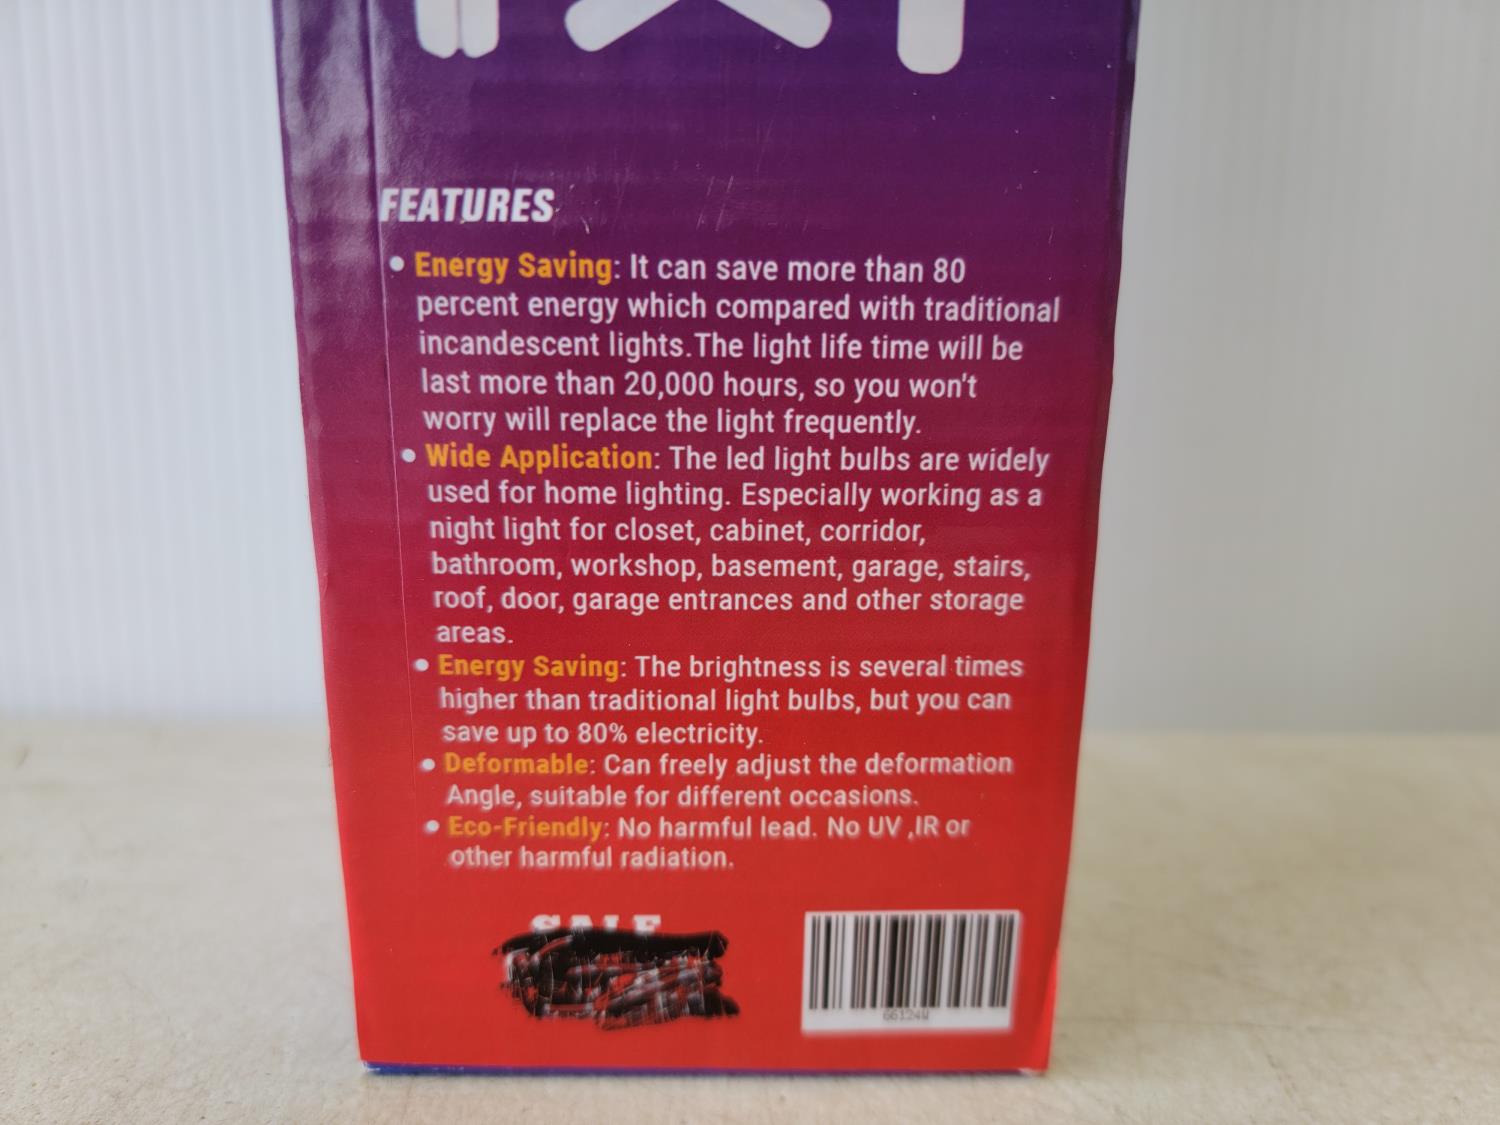 FEATURES
• Energy Saving: It can save more than 80
percent energy which compared with traditional
incandescent lights.The light life time will be
last more than 20,000 hours, so you won't
worry will replace the light frequently.
• Wide Application: The led light bulbs are widely
used for home lighting. Especially working as a
night light for closet, cabinet, corridor,
bathroom, workshop, basement, garage, stairs,
roof, door, garage entrances and other storage
areas.
• Energy Saving: The brightness is several times
higher than traditional light bulbs, but you can
save up to 80% electricity.
• Deformable: Can freely adjust the deformation
Angle, suitable for different occasions.
• Eco-Friendly: No harmful lead. No UV ,IR or
other harmful radiation.
SALE
66124W